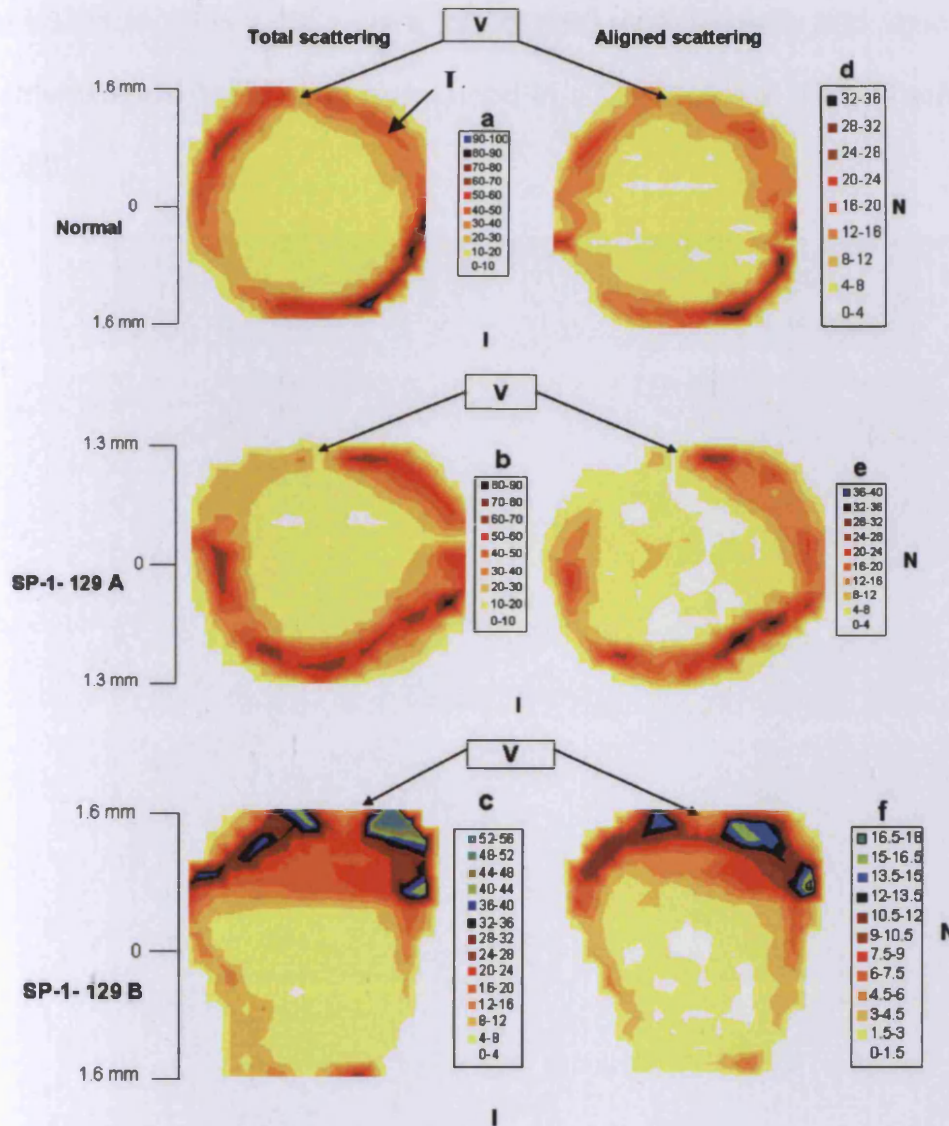 V
Total scattering
Aligned scattering
1.6 mm
0
1.6 mm
Normal
T
a
90-100
80-90
70-80
60-70
50-60
40-50
30-40
20-30
10-20
0-10
d
32-36
28-32
24-28
20-24
16-20
12-16
8-12
4-8
0-4
N
I
V
1.3 mm
0
1.3 mm
SP-1- 129 A
b
80-90
70-80
60-70
50-60
40-50
30-40
20-30
10-20
0-10
e
36-40
32-36
28-32
24-28
20-24
16-20
12-16
8-12
4-8
0-4
N
I
V
1.6 mm
0
1.6 mm
SP-1- 129 B
c
52-56
48-52
44-48
40-44
36-40
32-36
28-32
24-28
20-24
16-20
12-16
8-12
4-8
0-4
f
16.5-18
15-16.5
13.5-15
12-13.5
10.5-12
9-10.5
7.5-9
6-7.5
4.5-6
3-4.5
1.5-3
0-1.5
N
I